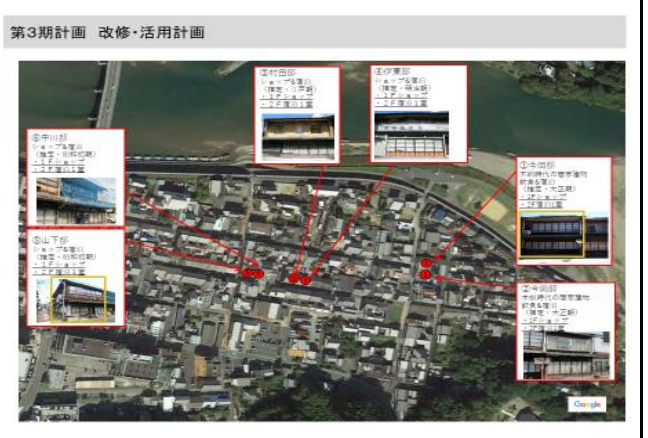 第3期計画 改修・活用計画
③村田邸
ショップ&宿泊
(推定・江戸期)
・1Fショップ
・2F宿泊1室
④伊東邸
ショップ&宿泊
(推定・明治期)
・1Fショップ
・2F宿泊1室
⑥中川邸
ショップ&宿泊
(推定・昭和初期)
・1Fショップ
・2F宿泊1室
⑤山下邸
ショップ&宿泊
(推定・昭和初期)
・1Fショップ
・2F宿泊1室
①今岡邸
木蝋時代の商家建物
飲食&宿泊
(推定・大正期)
・1Fショップ
・2F宿泊1室
②今岡邸
木蝋時代の商家建物
飲食&宿泊
(推定・大正期)
・1Fショップ
・2F宿泊1室
Google